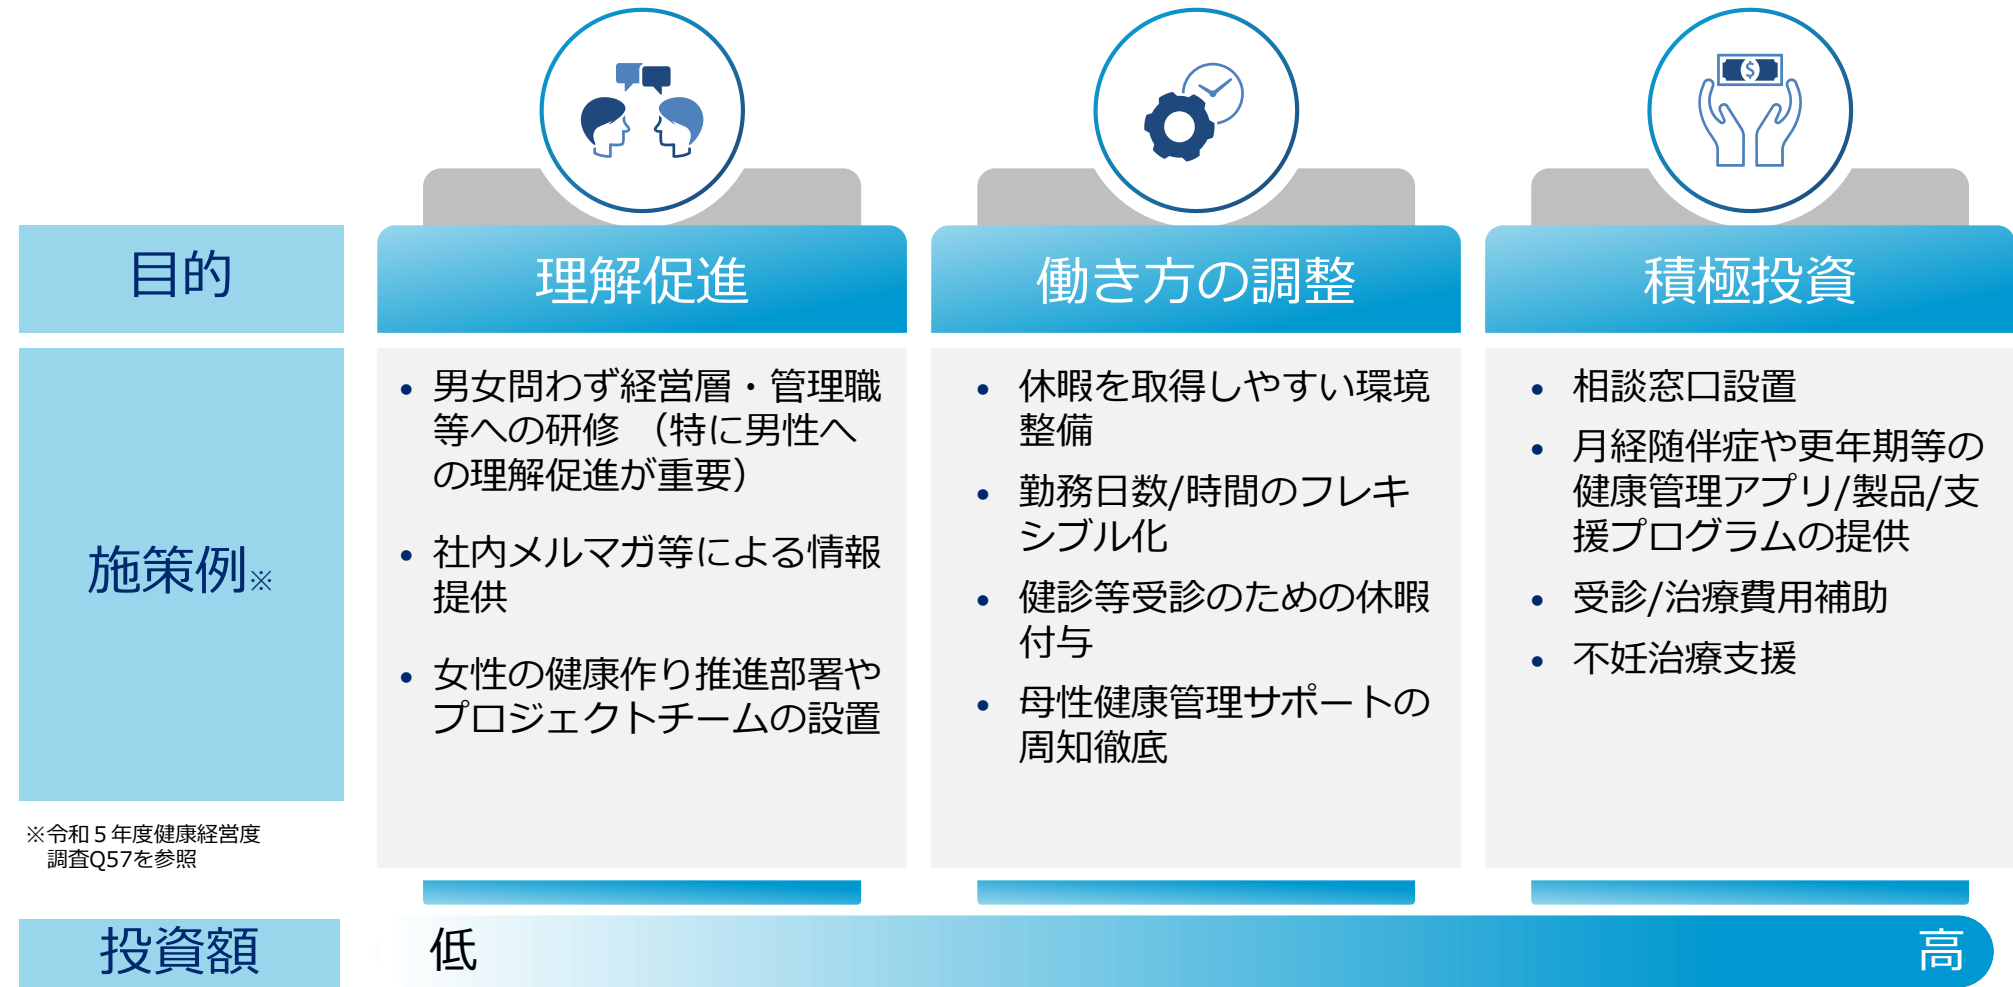 目的
理解促進
働き方の調整
積極投資
施策例※
• 男女問わず経営層・管理職
等への研修 （特に男性へ
の理解促進が重要）
• 社内メルマガ等による情報
提供
• 女性の健康作り推進部署や
プロジェクトチームの設置
• 休暇を取得しやすい環境
整備
• 勤務日数/時間のフレキ
シブル化
• 健診等受診のための休暇
付与
• 母性健康管理サポートの
周知徹底
• 相談窓口設置
• 月経随伴症や更年期等の
健康管理アプリ/製品/支
援プログラムの提供
• 受診/治療費用補助
• 不妊治療支援
※令和５年度健康経営度
調査Q57を参照
投資額
低
高